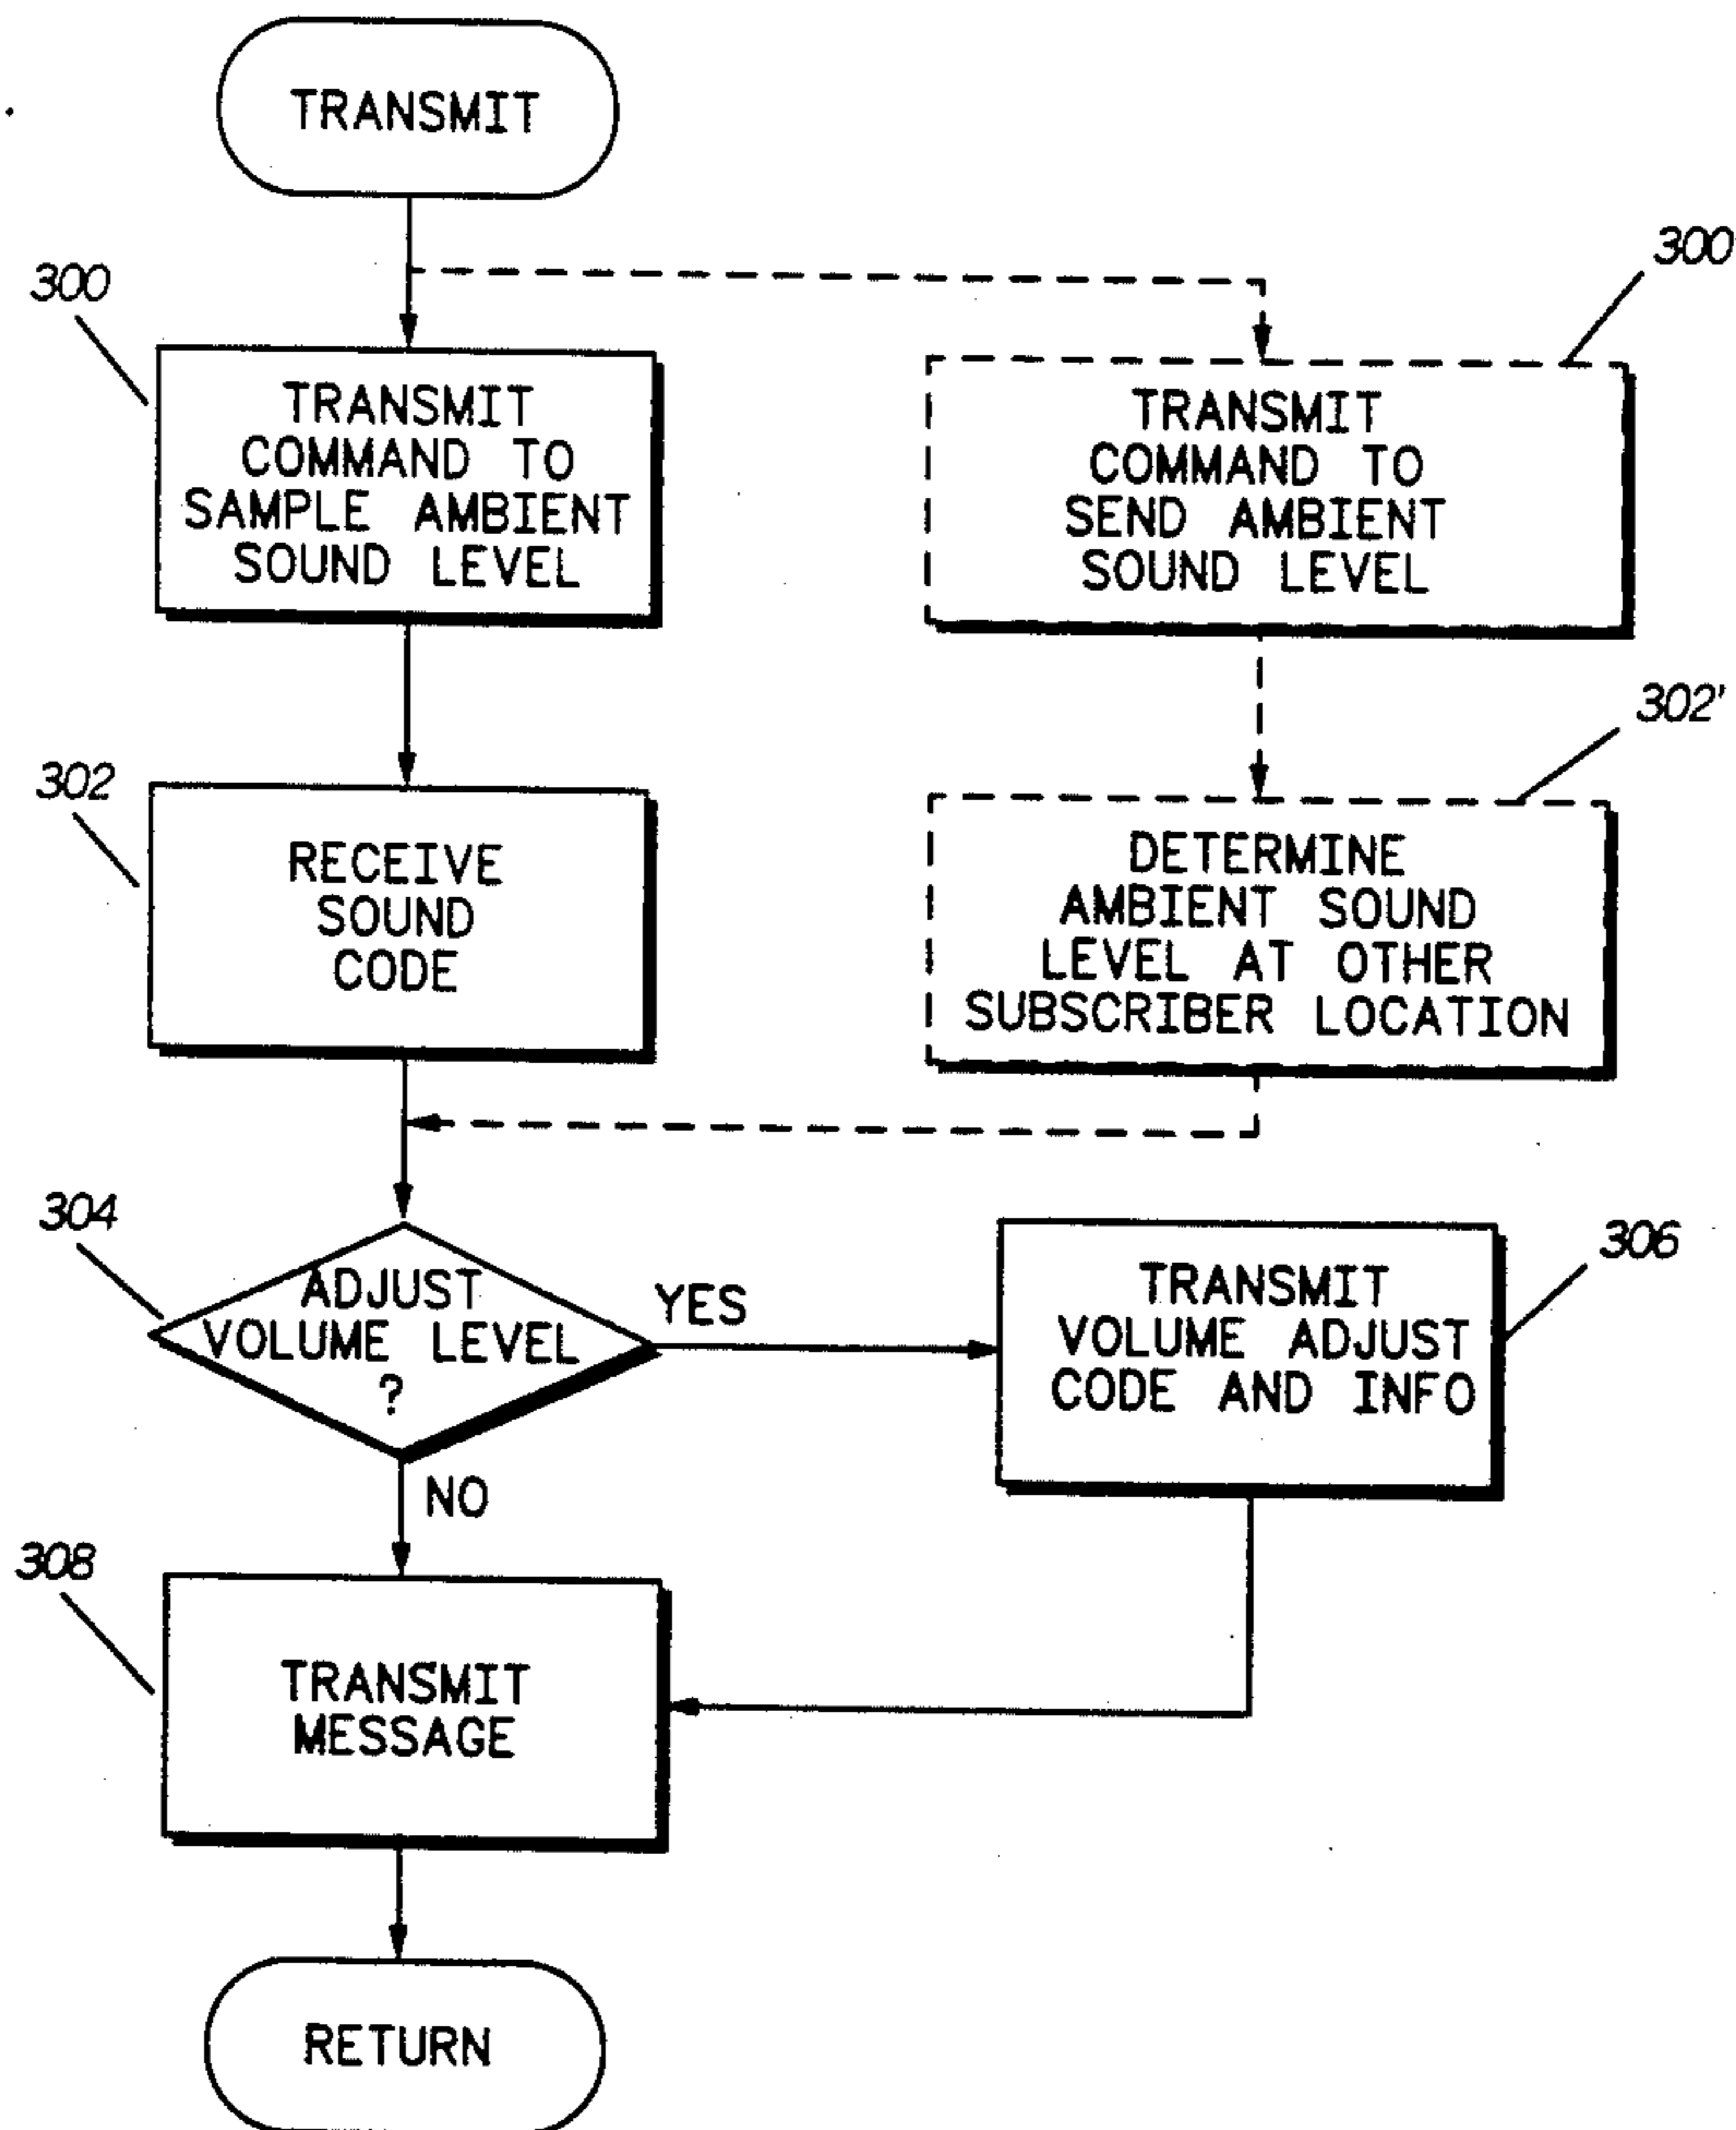 TRANSMIT
300
TRANSMIT
COMMAND TO
SAMPLE AMBIENT
SOUND LEVEL
300
TRANSMIT
COMMAND TO
SEND AMBIENT
SOUND LEVEL
302
RECEIVE
SOUND
CODE
302'
DETERMINE
AMBIENT SOUND
LEVEL AT OTHER
SUBSCRIBER LOCATION
304
ADJUST
VOLUME LEVEL
?
YES
NO
306
TRANSMIT
VOLUME ADJUST
CODE AND INFO
308
TRANSMIT
MESSAGE
RETURN